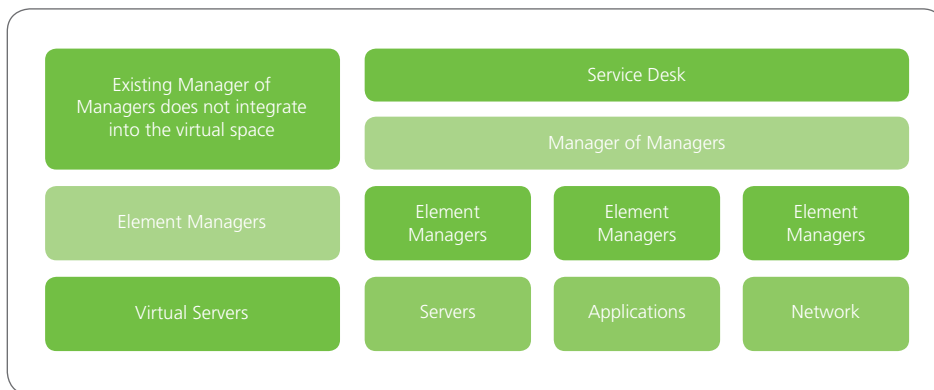 Existing Manager of
Managers does not integrate
into the virtual space
Service Desk
Manager of Managers
Element Managers
Element
Managers
Element
Managers
Element
Managers
Virtual Servers
Servers
Applications
Network